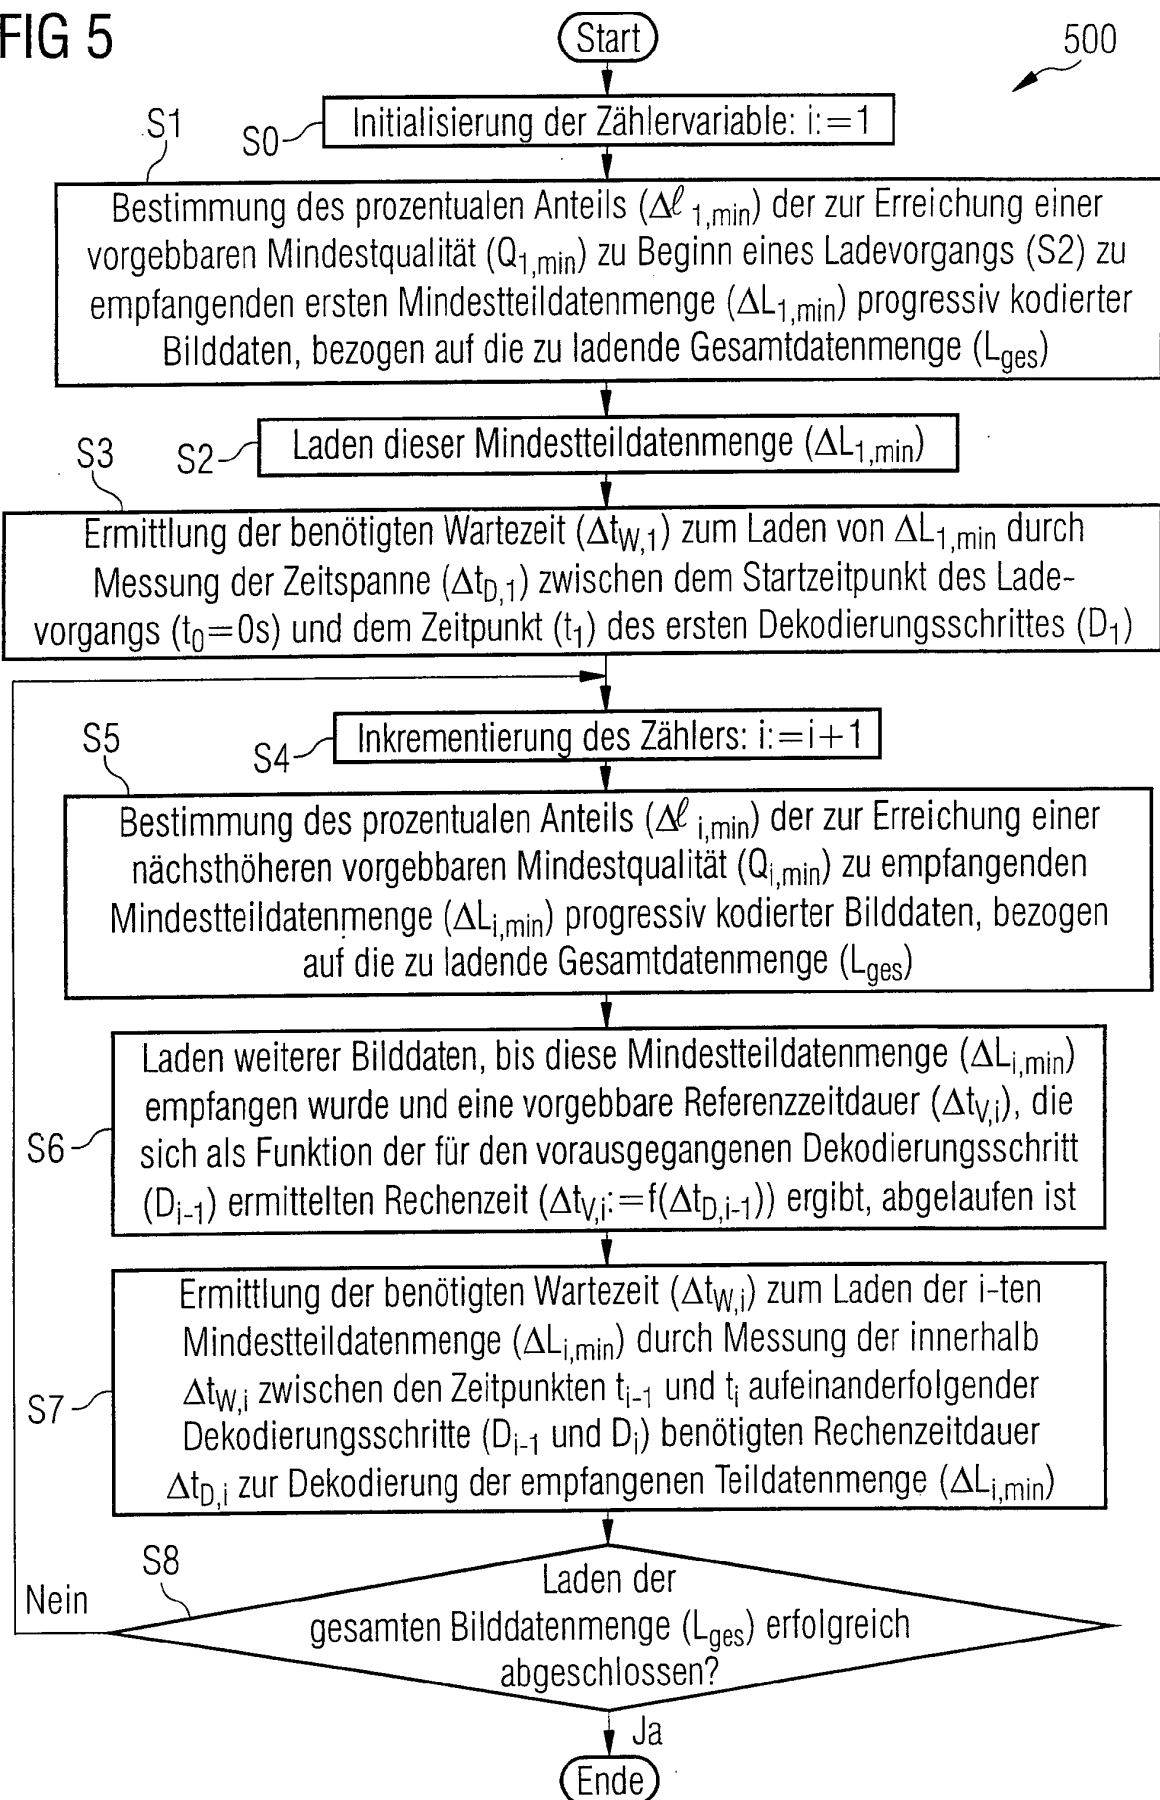 FIG 5
Start
500
S0
Initialisierung der Zählervariable: i:=1
S1
Bestimmung des prozentualen Anteils (Δℓ 1,min) der zur Erreichung einer
vorgebbaren Mindestqualität (Q1,min) zu Beginn eines Ladevorgangs (S2) zu
empfangenden ersten Mindestteildatenmenge (ΔL1,min) progressiv kodierter
Bilddaten, bezogen auf die zu ladende Gesamtdatenmenge (Lges)
S2
Laden dieser Mindestteildatenmenge (ΔL1,min)
S3
Ermittlung der benötigten Wartezeit (ΔtW,1) zum Laden von ΔL1,min durch
Messung der Zeitspanne (ΔtD,1) zwischen dem Startzeitpunkt des Lade-
vorgangs (t0=0s) und dem Zeitpunkt (t1) des ersten Dekodierungsschrittes (D1)
S4
Inkrementierung des Zählers: i:=i+1
S5
Bestimmung des prozentualen Anteils (Δℓ i,min) der zur Erreichung einer
nächsthöheren vorgebbaren Mindestqualität (Qi,min) zu empfangenden
Mindestteildatenmenge (ΔLi,min) progressiv kodierter Bilddaten, bezogen
auf die zu ladende Gesamtdatenmenge (Lges)
S6
Laden weiterer Bilddaten, bis diese Mindestteildatenmenge (ΔLi,min)
empfangen wurde und eine vorgebbare Referenzzeitdauer (ΔtV,i), die
sich als Funktion der für den vorausgegangenen Dekodierungsschritt
(Di-1) ermittelten Rechenzeit (ΔtV,i:=f(ΔtD,i-1)) ergibt, abgelaufen ist
S7
Ermittlung der benötigten Wartezeit (ΔtW,i) zum Laden der i-ten
Mindestteildatenmenge (ΔLi,min) durch Messung der innerhalb
ΔtW,i zwischen den Zeitpunkten ti-1 und ti aufeinanderfolgender
Dekodierungsschritte (Di-1 und Di) benötigten Rechenzeitdauer
ΔtD,i zur Dekodierung der empfangenen Teildatenmenge (ΔLi,min)
S8
Laden der
gesamten Bilddatenmenge (Lges) erfolgreich
abgeschlossen?
Nein
Ja
Ende